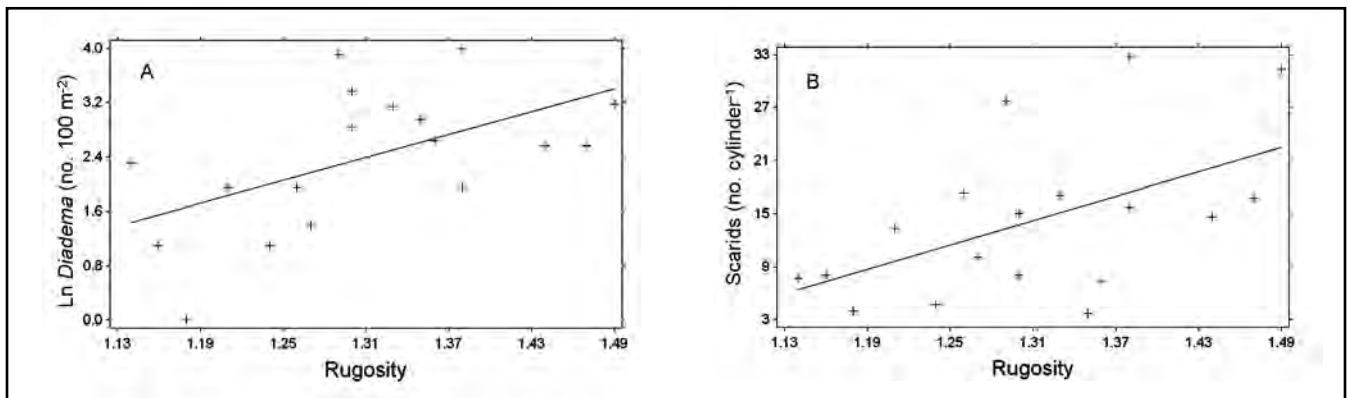 A
Ln Diadema (no. 100 m⁻²)
4.0
3.2
2.4
1.6
0.8
0.0
1.13 1.19 1.25 1.31 1.37 1.43 1.49
Rugosity
B
Scarids (no. cylinder⁻¹)
33
27
21
15
9
3
1.13 1.19 1.25 1.31 1.37 1.43 1.49
Rugosity